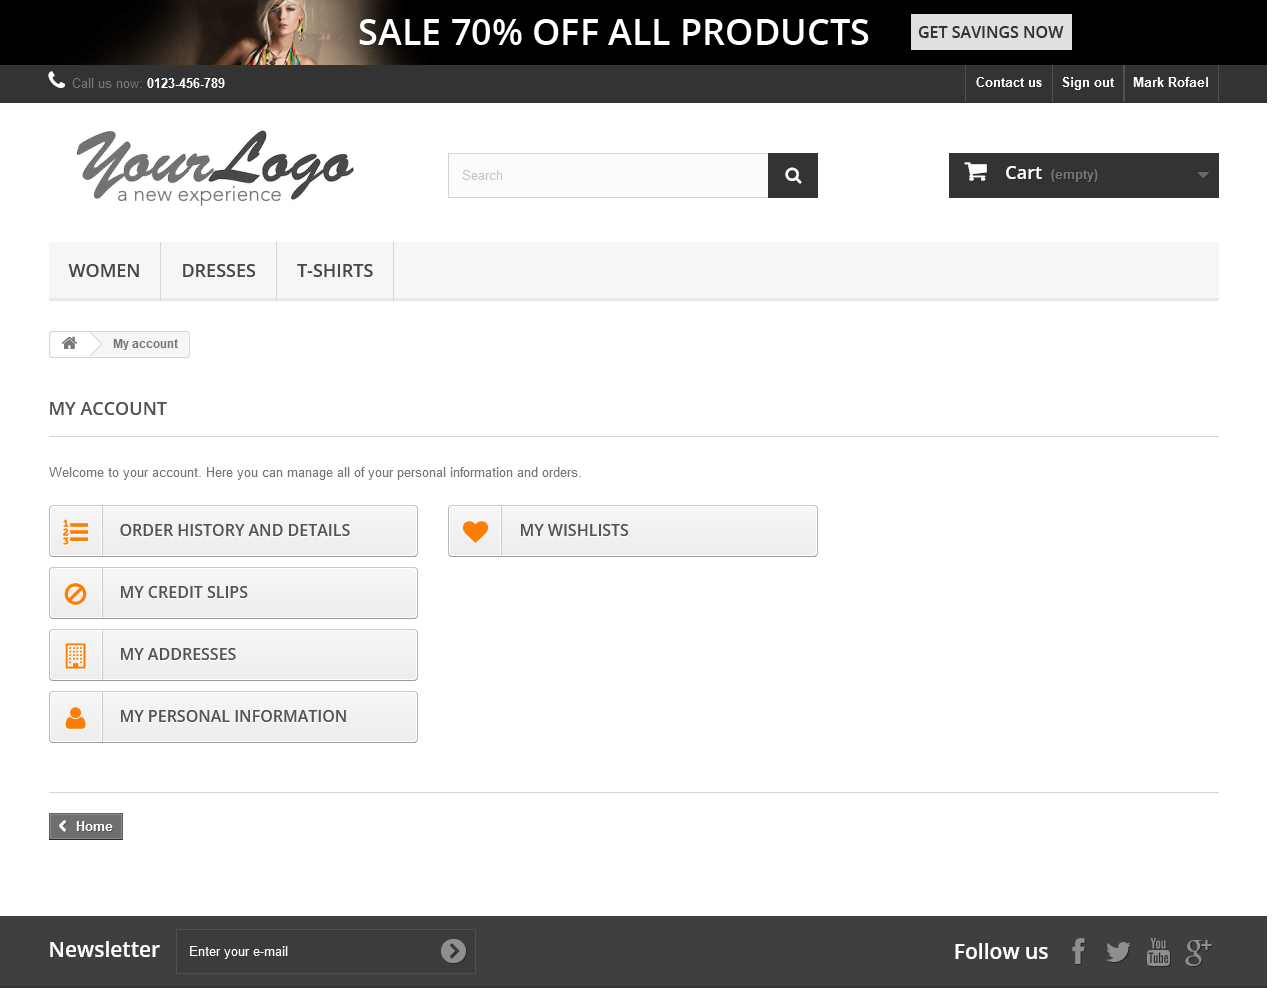 SALE 70% OFF ALL PRODUCTS GET SAVINGS NOW
Call us now: 0123-456-789 Contact us Sign out Mark Rofael
YourLogo
a new experience
Search
Cart (empty)
WOMEN DRESSES T-SHIRTS
My account
MY ACCOUNT
Welcome to your account. Here you can manage all of your personal information and orders.
1
2
3
ORDER HISTORY AND DETAILS MY WISHLISTS
MY CREDIT SLIPS
MY ADDRESSES
MY PERSONAL INFORMATION
Home
Newsletter Enter your e-mail Follow us f You Tube g+